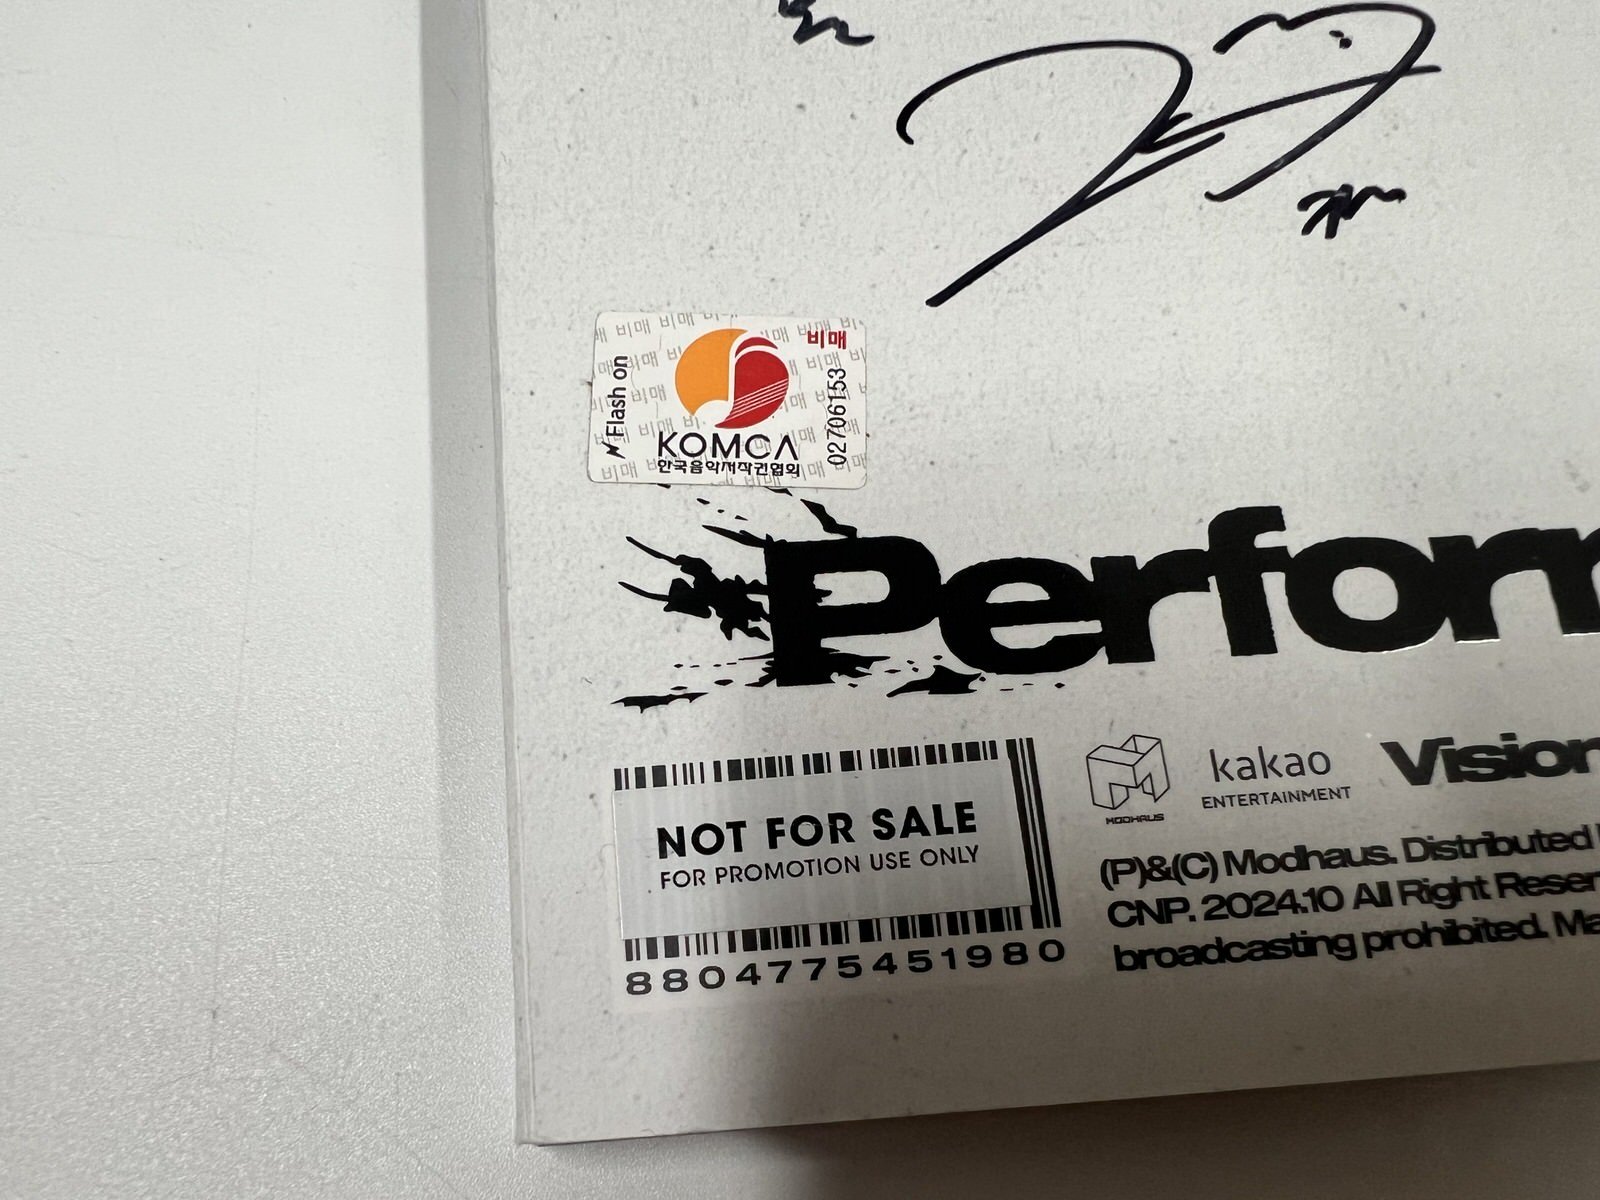 비매
Flash on
02706153
KOMCA
한국음악저작권협회
Perform
NOT FOR SALE
FOR PROMOTION USE ONLY
8804775451980
MODHAUS
kakao
ENTERTAINMENT
Vision
(P)&(C) Modhaus. Distributed
CNP. 2024.10 All Right Reser
broadcasting prohibited. Ma